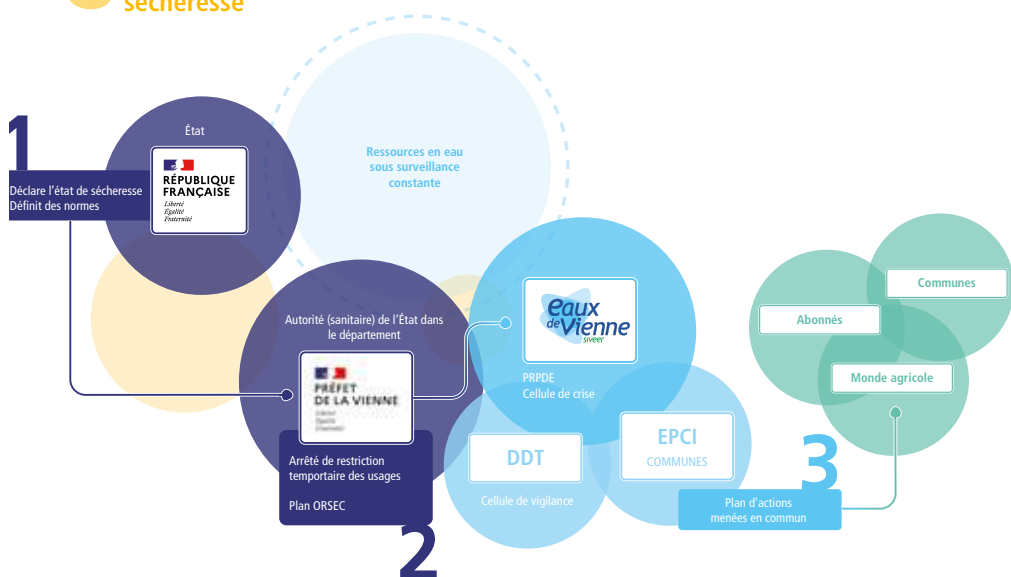 sécheresse
1
État
RÉPUBLIQUE
FRANÇAISE
Liberté
Égalité
Fraternité
Déclare l'état de sécheresse
Définit des normes
Ressources en eau
sous surveillance
constante
Autorité (sanitaire) de l'État dans
le département
PRÉFET
DE LA VIENNE
Liberté
Égalité
Fraternité
Arrêté de restriction
temporaire des usages
Plan ORSEC
2
eaux
de Vienne
siveer
PRPDE
Cellule de crise
DDT
Cellule de vigilance
EPCI
COMMUNES
3
Plan d'actions
menées en commun
Communes
Abonnés
Monde agricole